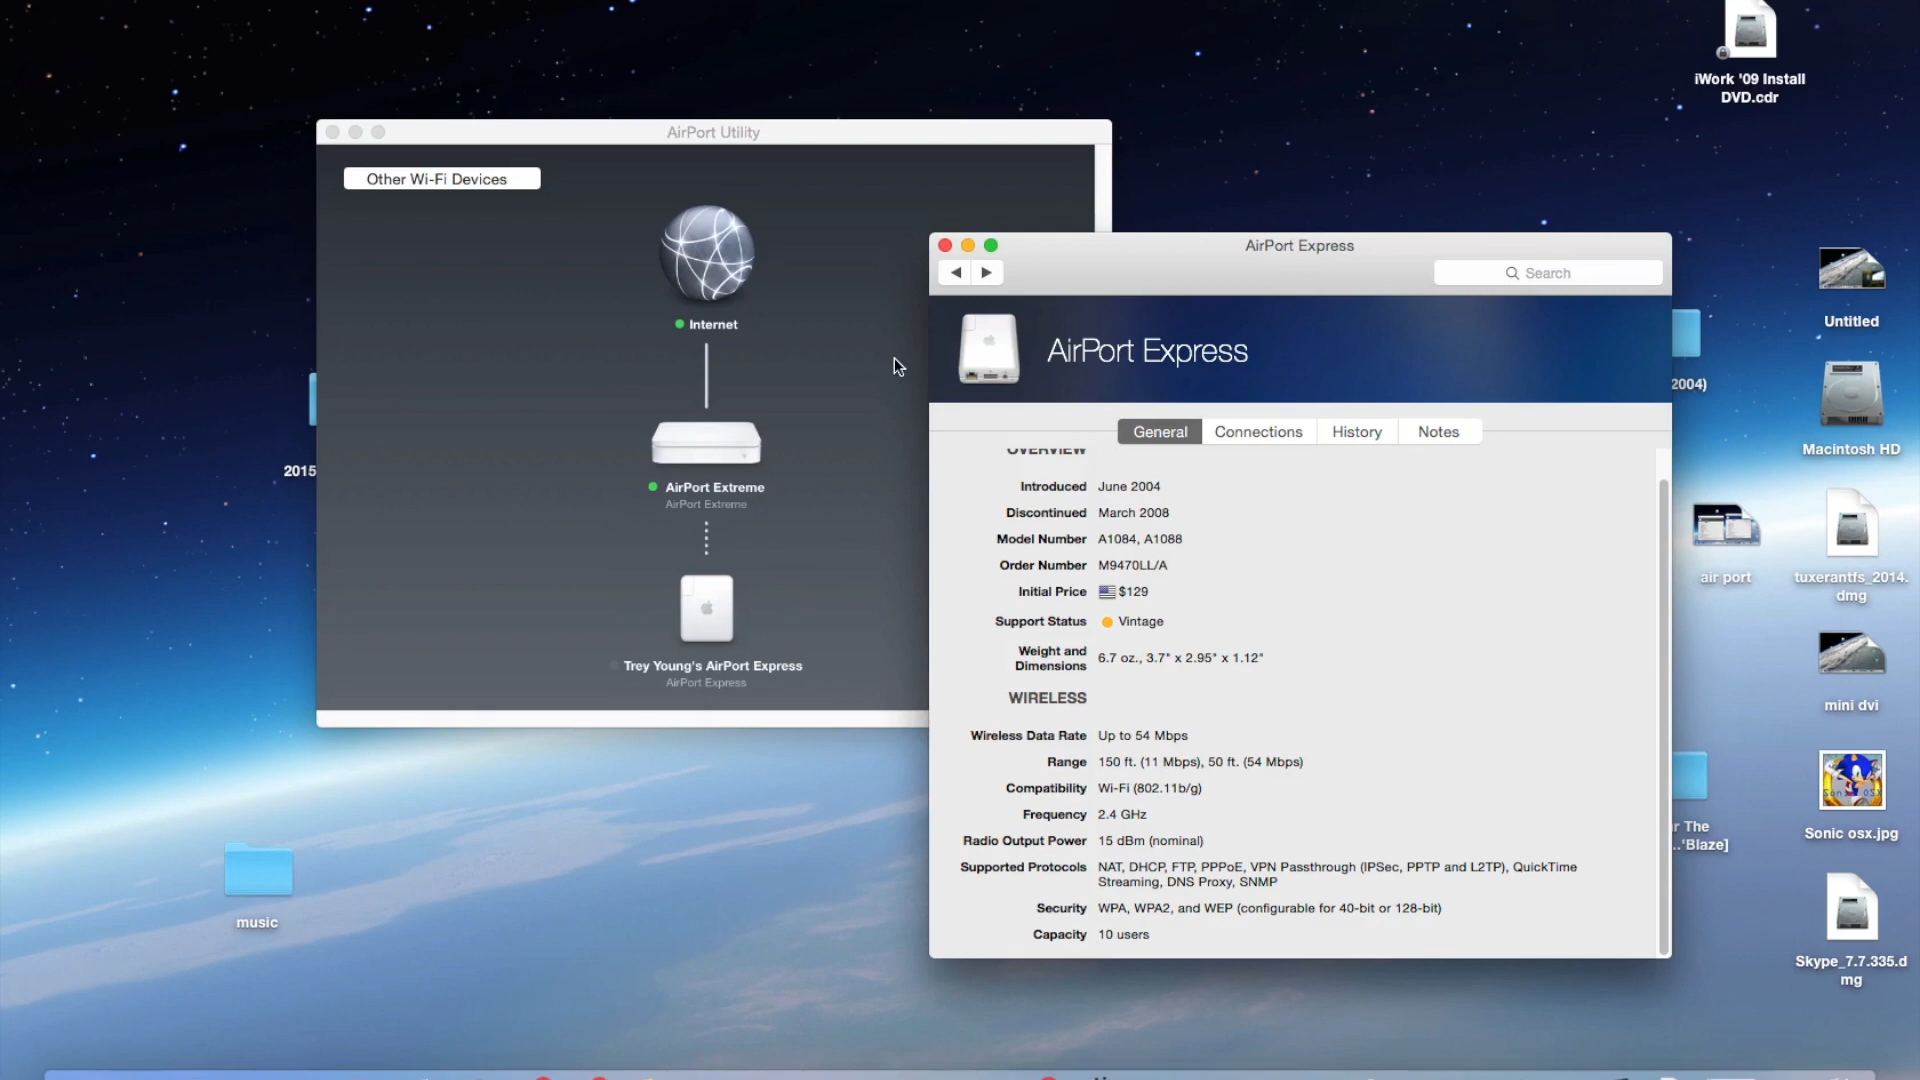 iWork '09 Install
DVD.cdr
AirPort Utility
Other Wi-Fi Devices
Internet
AirPort Extreme
AirPort Extreme
Trey Young's AirPort Express
AirPort Express
AirPort Express
Search
AirPort Express
General
Connections
History
Notes
OVERVIEW
Introduced June 2004
Discontinued March 2008
Model Number A1084, A1088
Order Number M9470LL/A
Initial Price $129
Support Status Vintage
Weight and
Dimensions 6.7 oz., 3.7" x 2.95" x 1.12"
WIRELESS
Wireless Data Rate Up to 54 Mbps
Range 150 ft. (11 Mbps), 50 ft. (54 Mbps)
Compatibility Wi-Fi (802.11b/g)
Frequency 2.4 GHz
Radio Output Power 15 dBm (nominal)
Supported Protocols NAT, DHCP, FTP, PPPoE, VPN Passthrough (IPSec, PPTP and L2TP), QuickTime
Streaming, DNS Proxy, SNMP
Security WPA, WPA2, and WEP (configurable for 40-bit or 128-bit)
Capacity 10 users
2015
music
2004)
air port
r The
..'Blaze]
Untitled
Macintosh HD
tuxerantfs_2014.
dmg
mini dvi
Sonic osx.jpg
Skype_7.7.335.d
mg